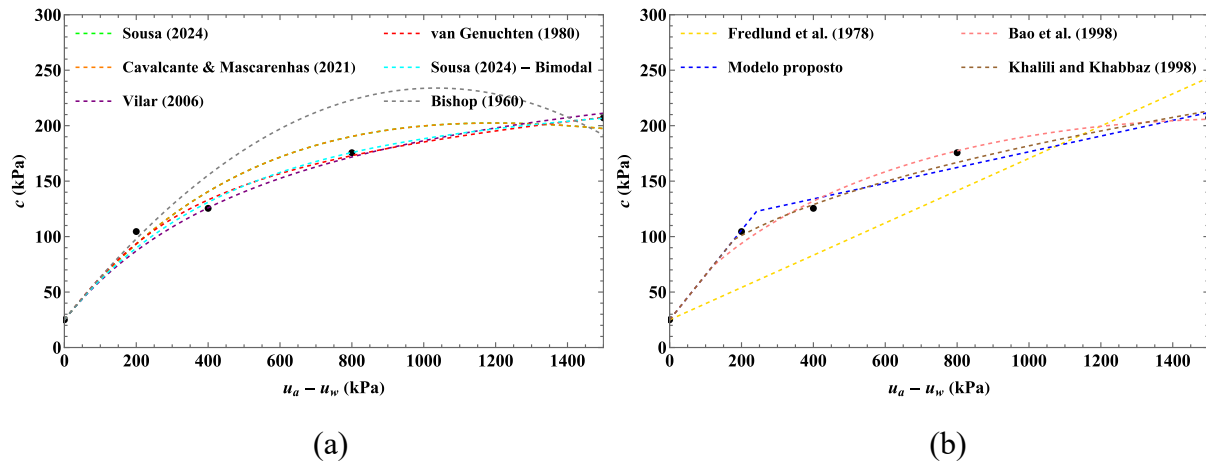 300
250
200
150
100
50
0
c (kPa)
Sousa (2024)
van Genuchten (1980)
Cavalcante & Mascarenhas (2021)
Sousa (2024) – Bimodal
Vilar (2006)
Bishop (1960)
0 200 400 600 800 1000 1200 1400
u_a – u_w (kPa)
(a)
300
250
200
150
100
50
0
c (kPa)
Fredlund et al. (1978)
Bao et al. (1998)
Modelo proposto
Khalili and Khabbaz (1998)
0 200 400 600 800 1000 1200 1400
u_a – u_w (kPa)
(b)